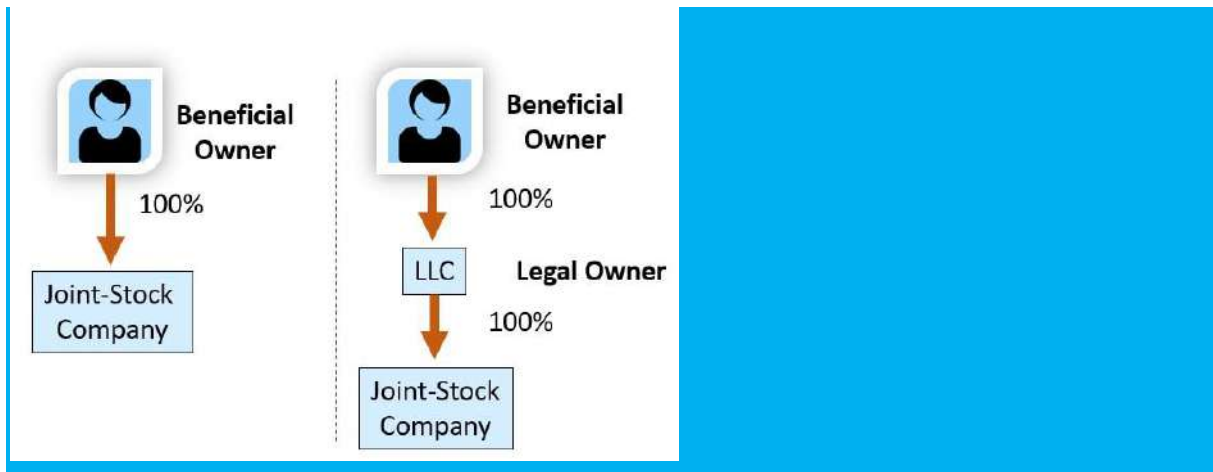 Beneficial
Owner
100%
Joint-Stock
Company
Beneficial
Owner
100%
LLC
Legal Owner
100%
Joint-Stock
Company